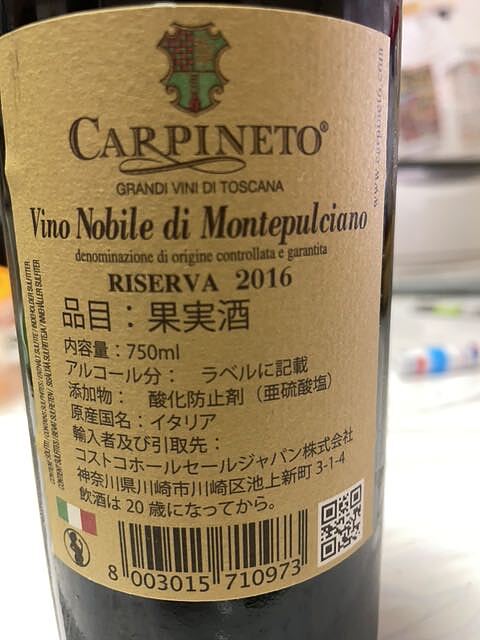 CARPINETO®
GRANDI VINI DI TOSCANA
Vino Nobile di Montepulciano
denominazione di origine controllata e garantita
RISERVA 2016
品目：果実酒
内容量：750ml
アルコール分： ラベルに記載
添加物： 酸化防止剤（亜硫酸塩）
原産国名：イタリア
輸入者及び引取先：
コストコホールセールジャパン株式会社
神奈川県川崎市川崎区池上新町 3-1-4
飲酒は 20 歳になってから。
8 003015 710973
www.carpineto.com